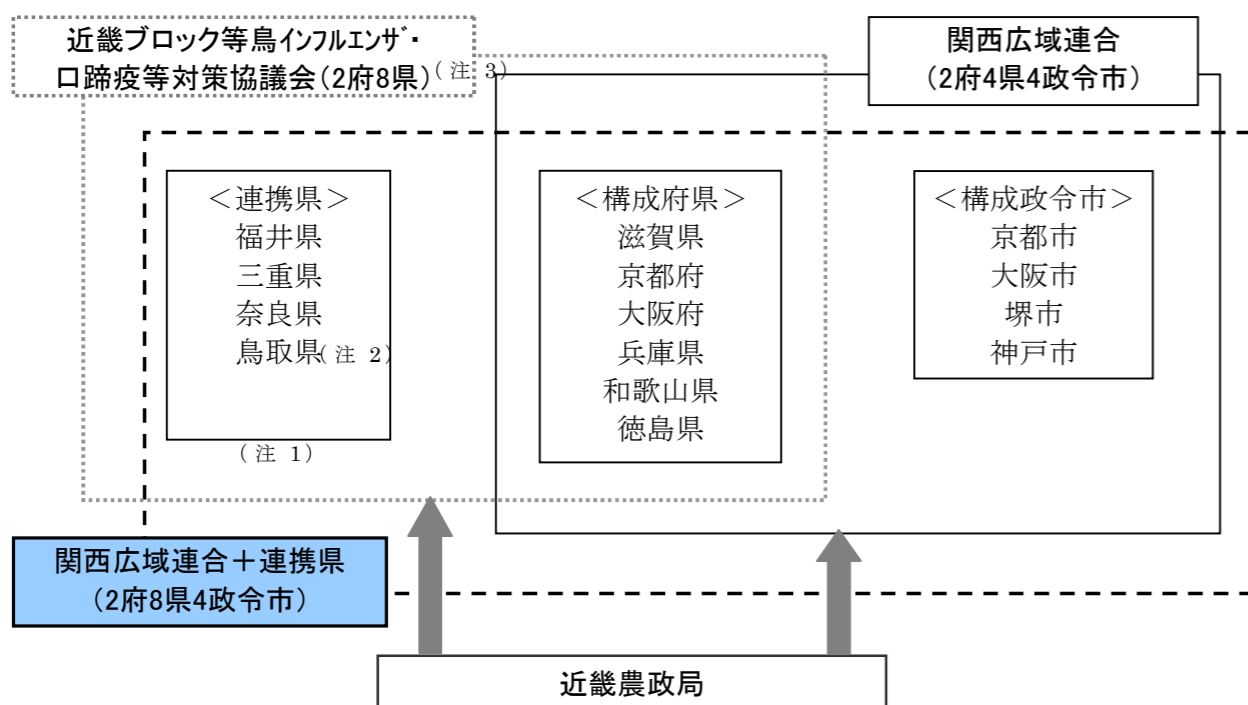 近畿ブロック等鳥ｲﾝﾌﾙｴﾝｻﾞ・
口蹄疫等対策協議会(2府8県)(注 3)
関西広域連合
(2府4県4政令市)
＜連携県＞
福井県
三重県
奈良県
鳥取県(注 2)
(注 1)
＜構成府県＞
滋賀県
京都府
大阪府
兵庫県
和歌山県
徳島県
＜構成政令市＞
京都市
大阪市
堺市
神戸市
関西広域連合＋連携県
(2府8県4政令市)
近畿農政局